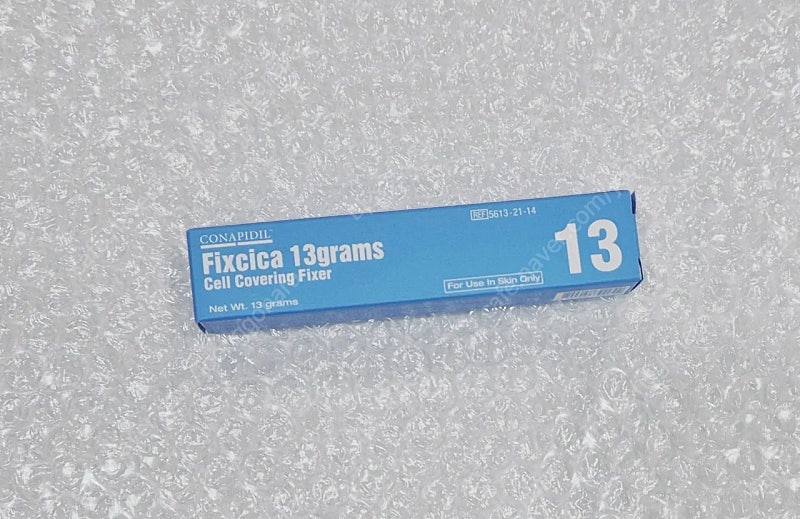 CONAPIDIL™
REF 5613-21-14
Fixcica 13grams
Cell Covering Fixer
13
For Use In Skin Only
Net Wt. 13 grams